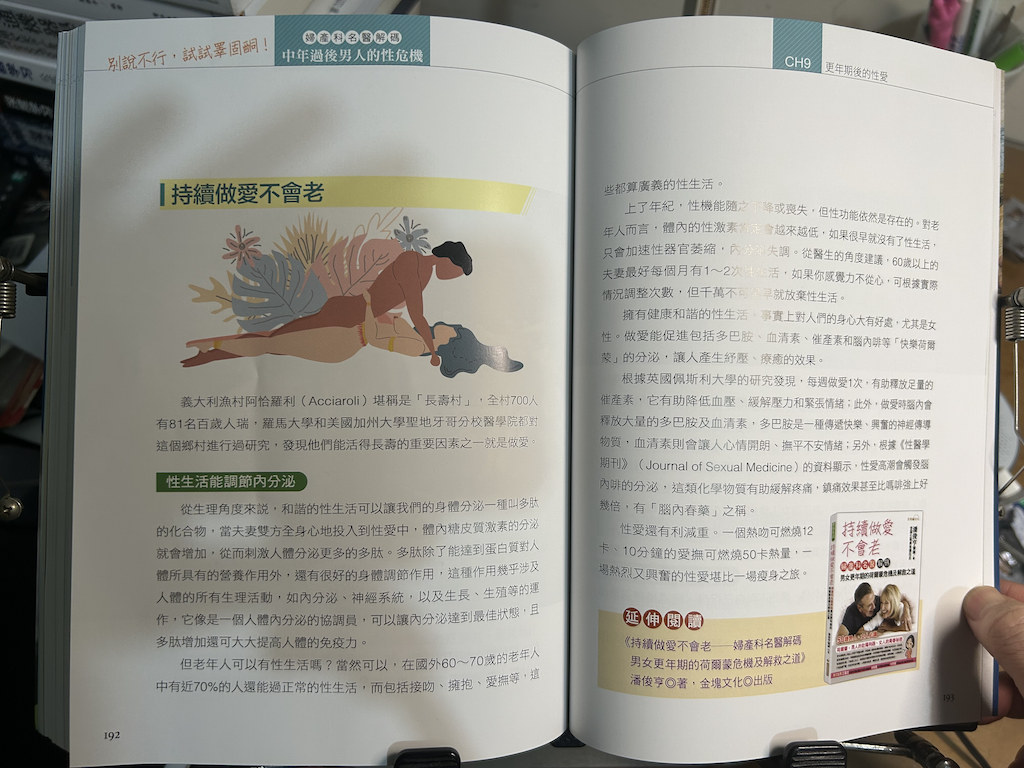 別說不行，試試睪固酮！
婦產科名醫解碼
中年過後男人的性危機
持續做愛不會老
義大利漁村阿恰羅利（Acciaroli）堪稱是「長壽村」，全村700人
有81名百歲人瑞，羅馬大學和美國加州大學聖地牙哥分校醫學院都對
這個鄉村進行過研究，發現他們能活得長壽的重要因素之一就是做愛。
性生活能調節內分泌
從生理角度來說，和諧的性生活可以讓我們的身體分泌一種叫多肽
的化合物，當夫妻雙方全身心地投入到性愛中，體內糖皮質激素的分泌
就會增加，從而刺激人體分泌更多的多肽。多肽除了能達到蛋白質對人
體所具有的營養作用外，還有很好的身體調節作用，這種作用幾乎涉及
人體的所有生理活動，如內分泌、神經系統，以及生長、生殖等的運
作，它像是一個人體內分泌的協調員，可以讓內分泌達到最佳狀態，且
多肽增加還可大大提高人體的免疫力。
但老年人可以有性生活嗎？當然可以，在國外60～70歲的老年人
中有近70%的人還能過正常的性生活，而包括接吻、擁抱、愛撫等，這
192
CH9
更年期後的性愛
些都算廣義的性生活。
上了年紀，性機能隨之降或喪失，但性功能依然是存在的。對老
年人而言，體內的性激素會越來越低，如果很早就沒有了性生活，
只會加速性器官萎縮，內失調。從醫生的角度建議，60歲以上的
夫妻最好每個月有1～2次活，如果你感覺力不從心，可根據實際
情況調整次數，但千萬不可早就放棄性生活。
擁有健康和諧的性生活，事實上對人們的身心大有好處，尤其是女
性。做愛能促進包括多巴胺、血清素、催產素和腦內啡等「快樂荷爾
蒙」的分泌，讓人產生紓壓、療癒的效果。
根據英國佩斯利大學的研究發現，每週做愛1次，有助釋放足量的
催產素，它有助降低血壓、緩解壓力和緊張情緒；此外，做愛時腦內會
釋放大量的多巴胺及血清素，多巴胺是一種傳遞快樂、興奮的神經傳導
物質，血清素則會讓人心情開朗、撫平不安情緒；另外，根據《性醫學
期刊》（Journal of Sexual Medicine）的資料顯示，性愛高潮會觸發腦
內啡的分泌，這類化學物質有助緩解疼痛，鎮痛效果甚至比嗎啡強上好
幾倍，有「腦內春藥」之稱。
性愛還有利減重。一個熱吻可燃燒12
卡、10分鐘的愛撫可燃燒50卡熱量，一
場熱烈又興奮的性愛堪比一場瘦身之旅。
延伸閱讀
《持續做愛不會老──婦產科名醫解碼
男女更年期的荷爾蒙危機及解救之道》
潘俊亨◎著，金塊文化◎出版
持續做愛
不會老
婦產科名醫解碼
男女更年期的荷爾蒙危機及解救之道
193